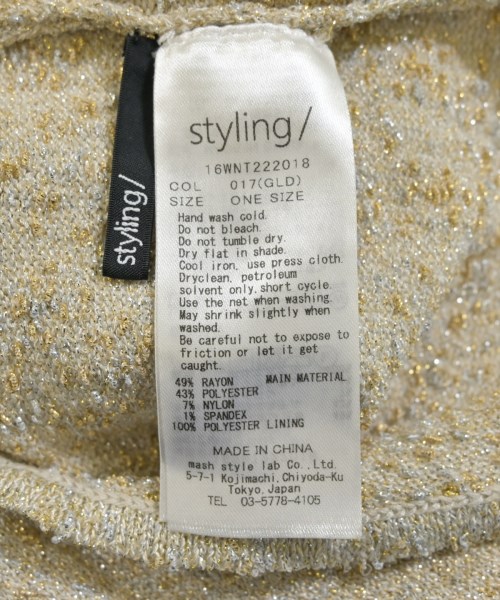 styling/
styling/
16WNT222018
COL 017(GLD)
SIZE ONE SIZE
Hand wash cold.
Do not bleach.
Do not tumble dry.
Dry flat in shade.
Cool iron, use press cloth.
Dryclean, petroleum
solvent only,short cycle.
Use the net when washing.
May shrink slightly when
washed.
Be careful not to expose to
friction or let it get
caught.
49% RAYON MAIN MATERIAL
43% POLYESTER
7% NYLON
1% SPANDEX
100% POLYESTER LINING
MADE IN CHINA
mash style lab Co., Ltd.
5-7-1 Kojimachi, Chiyoda-Ku
Tokyo, Japan
TEL 03-5778-4105